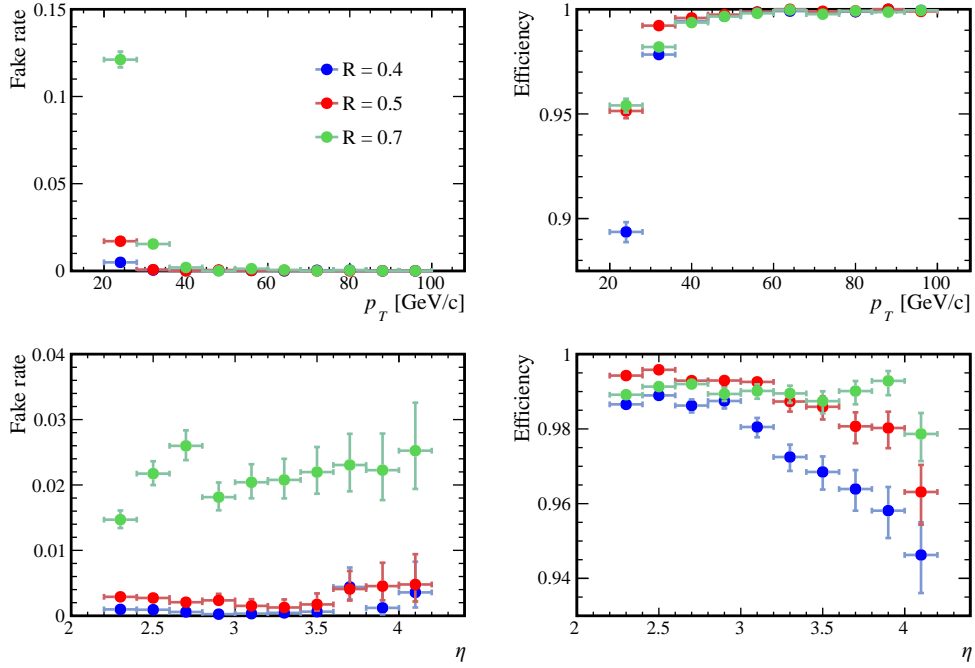 Fake rate
0.15
0.1
0.05
0
R = 0.4
R = 0.5
R = 0.7
20 40 60 80 100
p_T [GeV/c]
Efficiency
1
0.95
0.9
20 40 60 80 100
p_T [GeV/c]
Fake rate
0.04
0.03
0.02
0.01
0
2 2.5 3 3.5 4
η
Efficiency
1
0.98
0.96
0.94
2 2.5 3 3.5 4
η